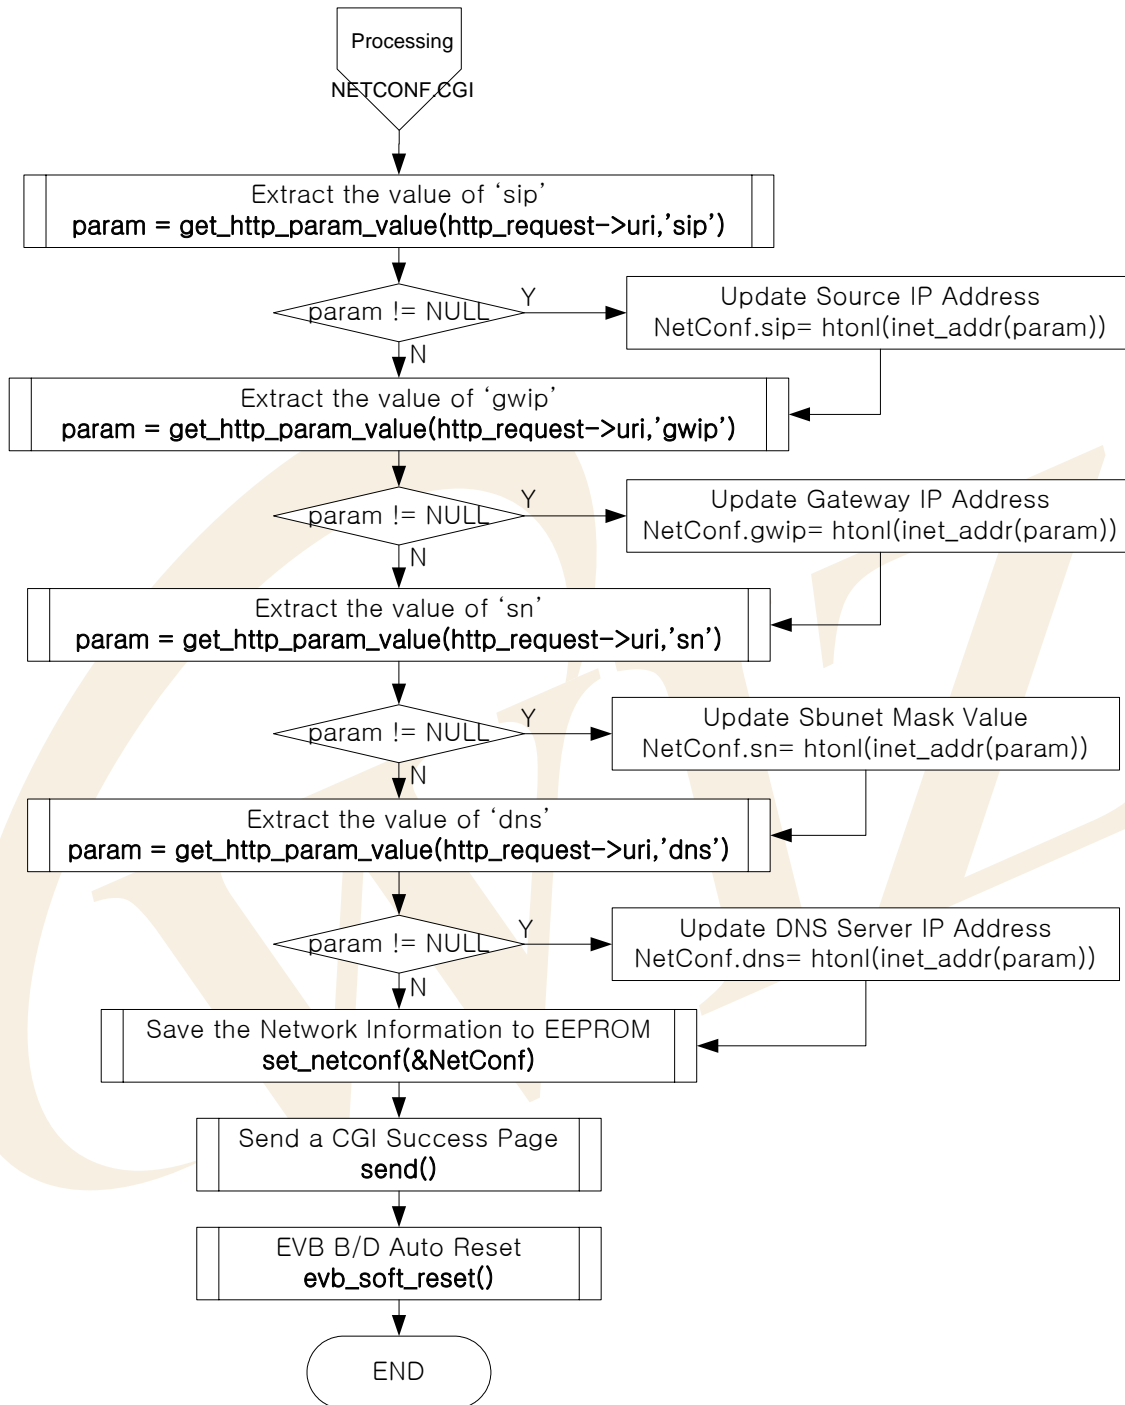 Processing
NETCONF.CGI
Extract the value of ‘sip’
param = get_http_param_value(http_request->uri,’sip’)
param != NULL
Y
Update Source IP Address
NetConf.sip= htonl(inet_addr(param))
N
Extract the value of ‘gwip’
param = get_http_param_value(http_request->uri,’gwip’)
param != NULL
Y
Update Gateway IP Address
NetConf.gwip= htonl(inet_addr(param))
N
Extract the value of ‘sn’
param = get_http_param_value(http_request->uri,’sn’)
param != NULL
Y
Update Sbunet Mask Value
NetConf.sn= htonl(inet_addr(param))
N
Extract the value of ‘dns’
param = get_http_param_value(http_request->uri,’dns’)
param != NULL
Y
Update DNS Server IP Address
NetConf.dns= htonl(inet_addr(param))
N
Save the Network Information to EEPROM
set_netconf(&NetConf)
Send a CGI Success Page
send()
EVB B/D Auto Reset
evb_soft_reset()
END